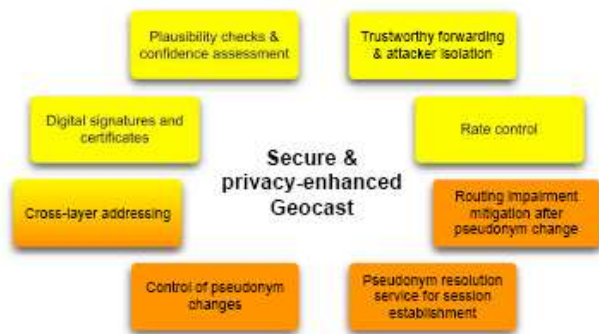 Plausibility checks &
confidence assessment
Trustworthy forwarding
& attacker isolation
Digital signatures and
certificates
Rate control
Secure &
privacy-enhanced
Geocast
Cross-layer addressing
Routing impairment
mitigation after
pseudonym change
Control of pseudonym
changes
Pseudonym resolution
service for session
establishment